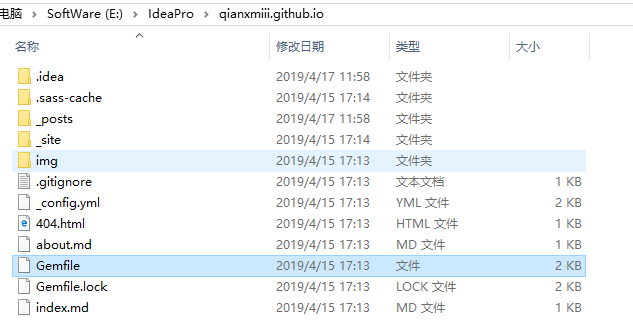 电脑 > SoftWare (E:) > IdeaPro > qianxmiii.github.io
名称 修改日期 类型 大小
.idea 2019/4/17 11:58 文件夹
.sass-cache 2019/4/15 17:14 文件夹
_posts 2019/4/17 11:58 文件夹
_site 2019/4/15 17:14 文件夹
img 2019/4/15 17:13 文件夹
.gitignore 2019/4/15 17:13 文本文档 1 KB
_config.yml 2019/4/15 17:13 YML 文件 2 KB
404.html 2019/4/15 17:13 HTML 文件 1 KB
about.md 2019/4/15 17:13 MD 文件 1 KB
Gemfile 2019/4/15 17:13 文件 2 KB
Gemfile.lock 2019/4/15 17:13 LOCK 文件 2 KB
index.md 2019/4/15 17:13 MD 文件 1 KB